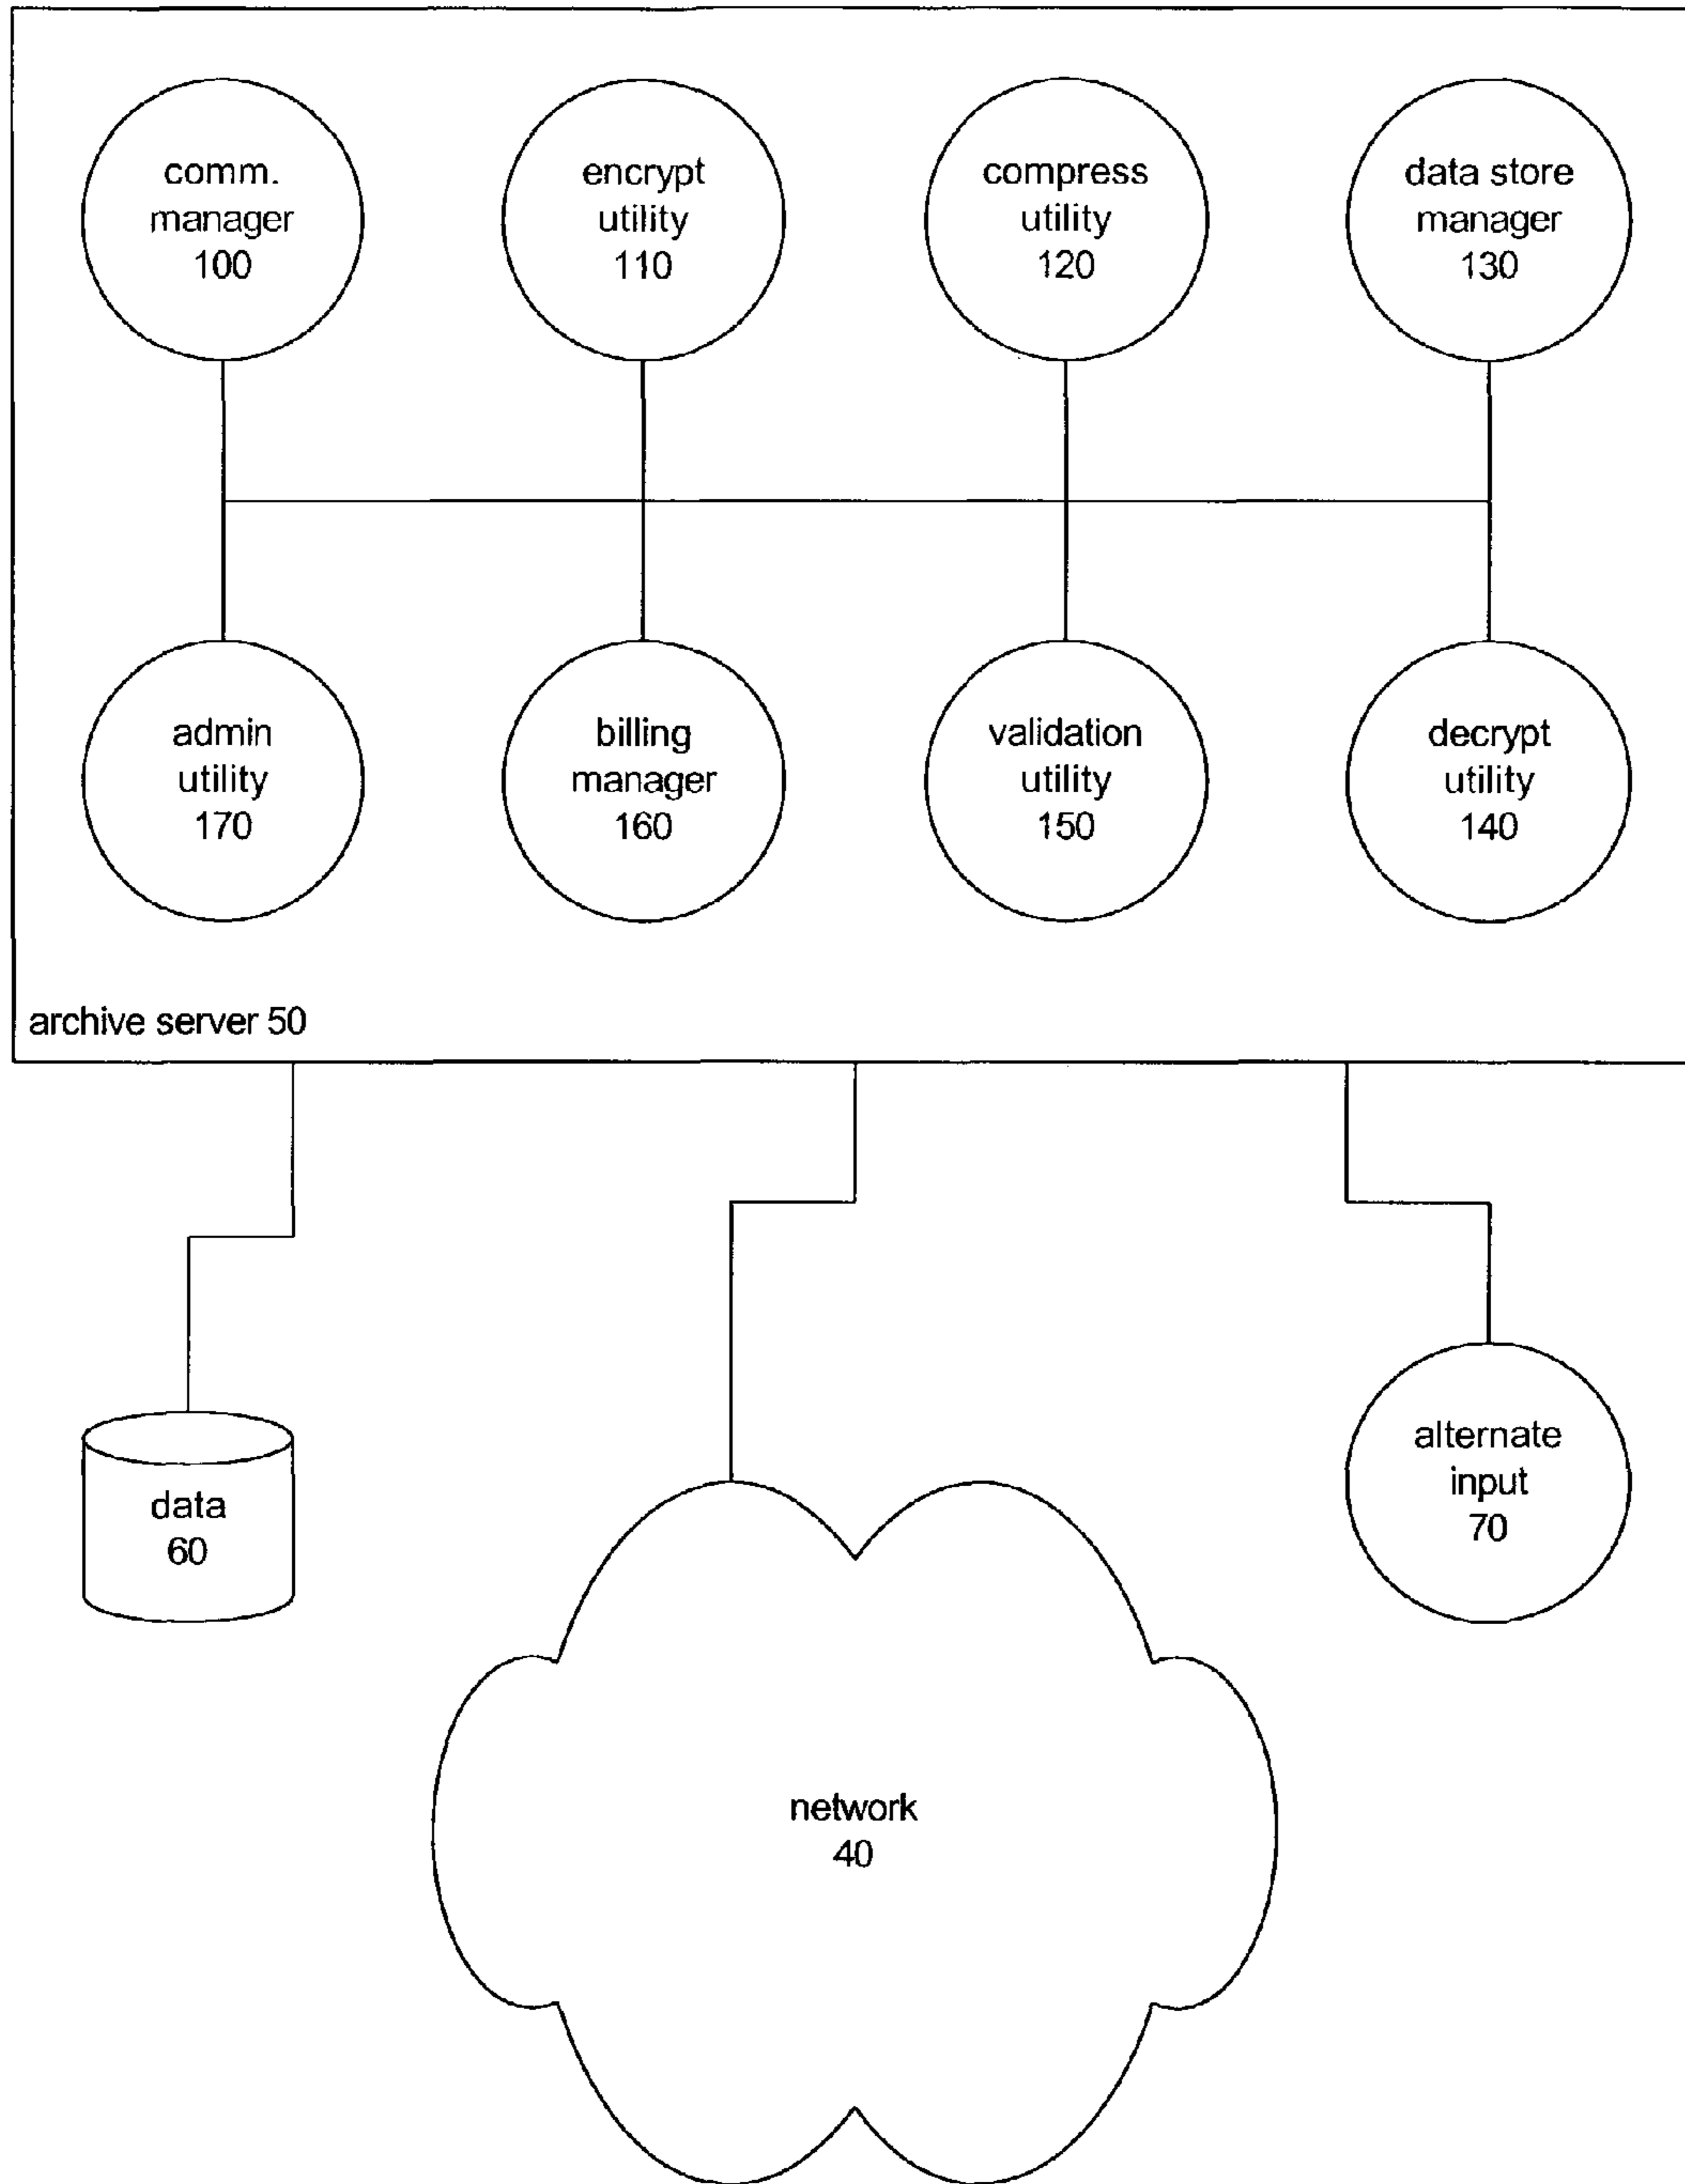 comm.
manager
100
encrypt
utility
110
compress
utility
120
data store
manager
130
admin
utility
170
billing
manager
160
validation
utility
150
decrypt
utility
140
archive server 50
data
60
alternate
input
70
network
40